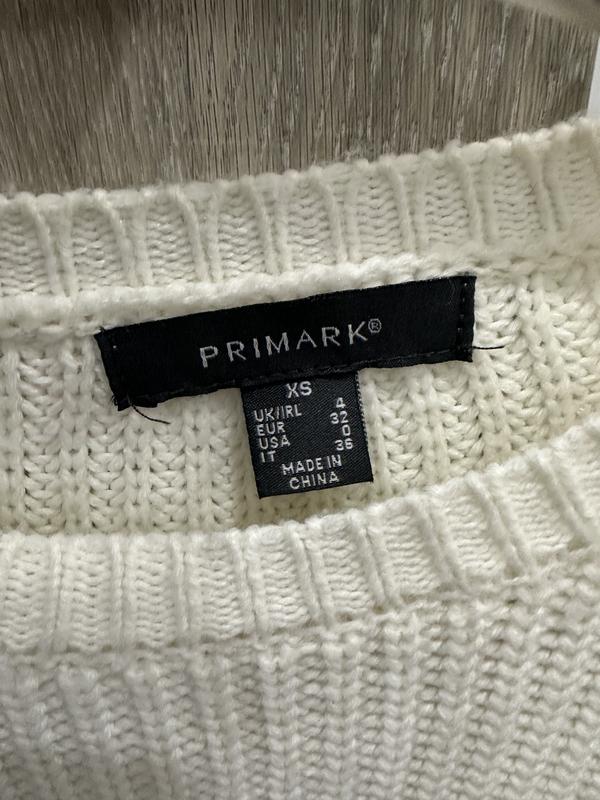 PRIMARK®
XS
UK/IRL 4
EUR 32
USA 0
IT 36
MADE IN
CHINA